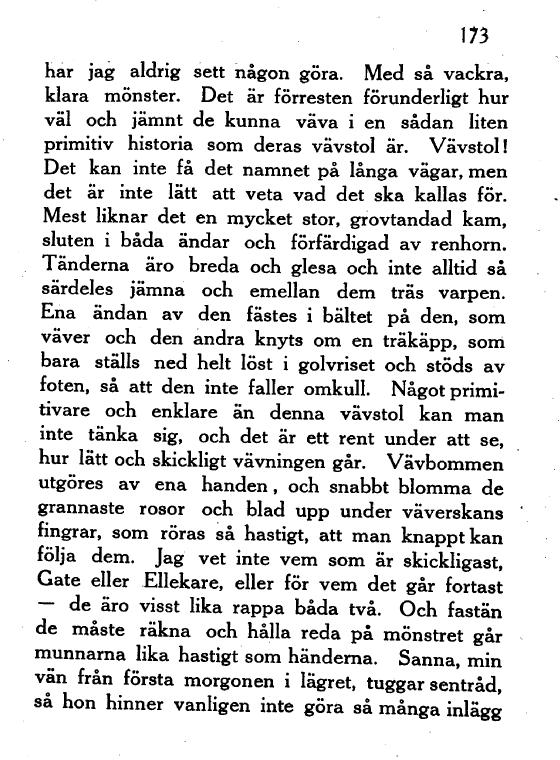 173
har jag aldrig sett någon göra. Med så vackra,
klara mönster. Det är förresten förunderligt hur
väl och jämnt de kunna väva i en sådan liten
primitiv historia som deras vävstol är. Vävstol!
Det kan inte få det namnet på långa vägar, men
det är inte lätt att veta vad det ska kallas för.
Mest liknar det en mycket stor, grovtandad kam,
sluten i båda ändar och förfärdigad av renhorn.
Tänderna äro breda och glesa och inte alltid så
särdeles jämna och emellan dem träs varpen.
Ena ändan av den fästes i bältet på den, som
väver och den andra knyts om en träkäpp, som
bara ställs ned helt löst i golvriset och stöds av
foten, så att den inte faller omkull. Något primi-
tivare och enklare än denna vävstol kan man
inte tänka sig, och det är ett rent under att se,
hur lätt och skickligt vävningen går. Vävbommen
utgöres av ena handen, och snabbt blomma de
grannaste rosor och blad upp under väverskans
fingrar, som röras så hastigt, att man knappt kan
följa dem. Jag vet inte vem som är skickligast,
Gate eller Ellekare, eller för vem det går fortast
— de äro visst lika rappa båda två. Och fastän
de måste räkna och hålla reda på mönstret går
munnarna lika hastigt som händerna. Sanna, min
vän från första morgonen i lägret, tuggar sentråd,
så hon hinner vanligen inte göra så många inlägg